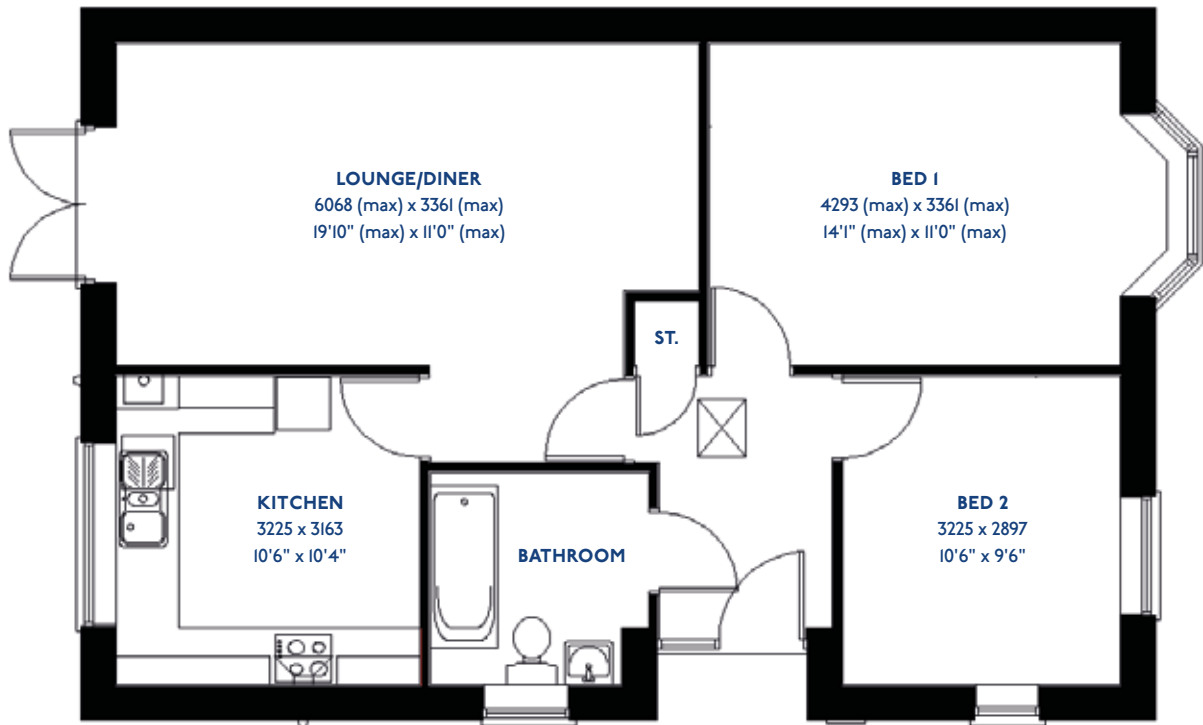 LOUNGE/DINER
6068 (max) x 3361 (max)
19'10" (max) x 11'0" (max)
BED 1
4293 (max) x 3361 (max)
14'1" (max) x 11'0" (max)
ST.
KITCHEN
3225 x 3163
10'6" x 10'4"
BATHROOM
BED 2
3225 x 2897
10'6" x 9'6"